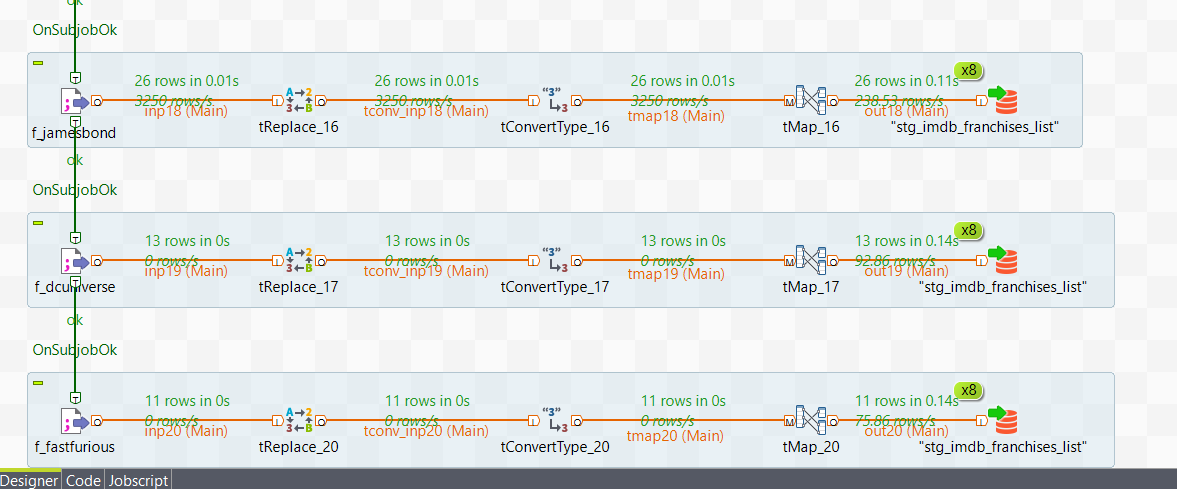 ok
OnSubjobOk
26 rows in 0.01s
3250 rows/s
inp18 (Main)
26 rows in 0.01s
3250 rows/s
tconv_inp18 (Main)
26 rows in 0.01s
3250 rows/s
tmap18 (Main)
26 rows in 0.11s
238.53 rows/s
out18 (Main)
x8
f_jamesbond
tReplace_16
tConvertType_16
tMap_16
"stg_imdb_franchises_list"
ok
OnSubjobOk
13 rows in 0s
0 rows/s
inp19 (Main)
13 rows in 0s
0 rows/s
tconv_inp19 (Main)
13 rows in 0s
0 rows/s
tmap19 (Main)
13 rows in 0.14s
92.86 rows/s
out19 (Main)
x8
f_dcuniverse
tReplace_17
tConvertType_17
tMap_17
"stg_imdb_franchises_list"
ok
OnSubjobOk
11 rows in 0s
0 rows/s
inp20 (Main)
11 rows in 0s
0 rows/s
tconv_inp20 (Main)
11 rows in 0s
0 rows/s
tmap20 (Main)
11 rows in 0.14s
75.86 rows/s
out20 (Main)
x8
f_fastfurious
tReplace_20
tConvertType_20
tMap_20
"stg_imdb_franchises_list"
Designer Code Jobscript